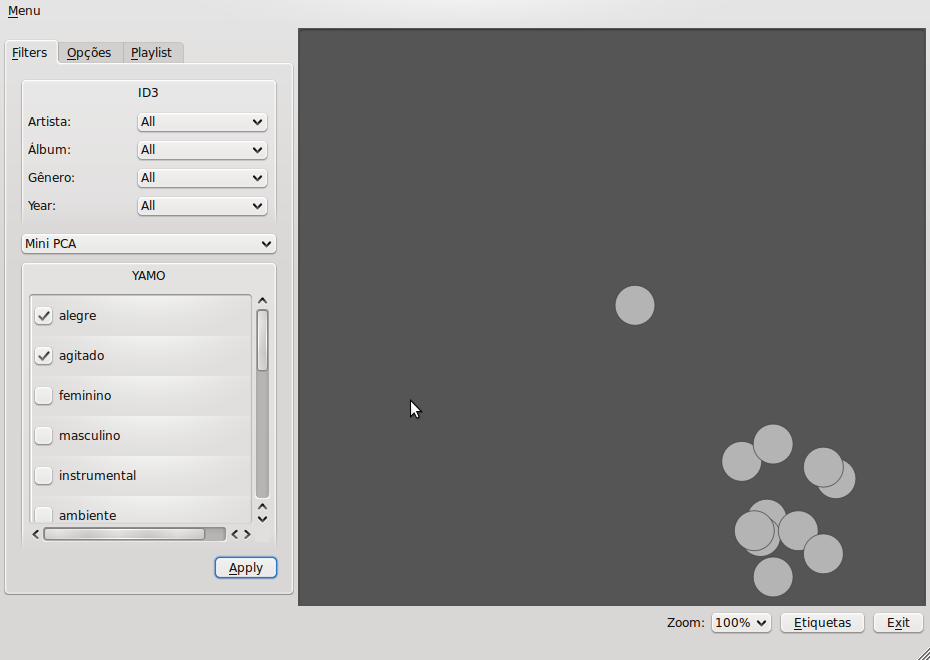 Menu
Filters Opções Playlist
ID3
Artista: All
Álbum: All
Gênero: All
Year: All
Mini PCA
YAMO
alegre
agitado
feminino
masculino
instrumental
ambiente
Apply
Zoom: 100% Etiquetas Exit